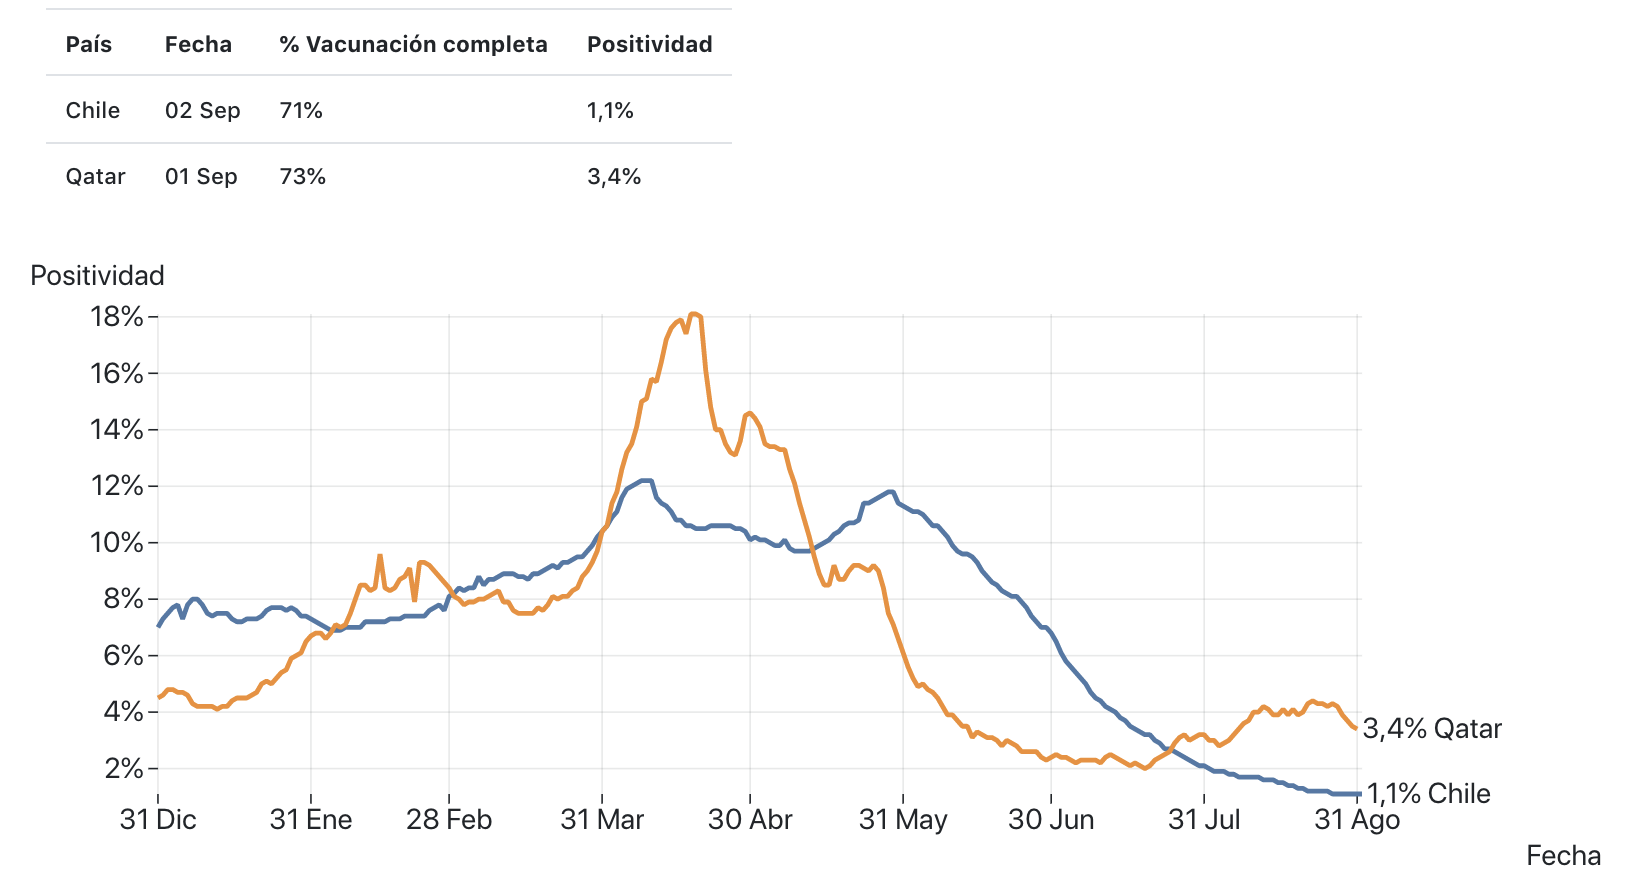 País Fecha % Vacunación completa Positividad
Chile 02 Sep 71% 1,1%
Qatar 01 Sep 73% 3,4%
Positividad
18%
16%
14%
12%
10%
8%
6%
4%
2%
3,4% Qatar
1,1% Chile
31 Dic 31 Ene 28 Feb 31 Mar 30 Abr 31 May 30 Jun 31 Jul 31 Ago
Fecha